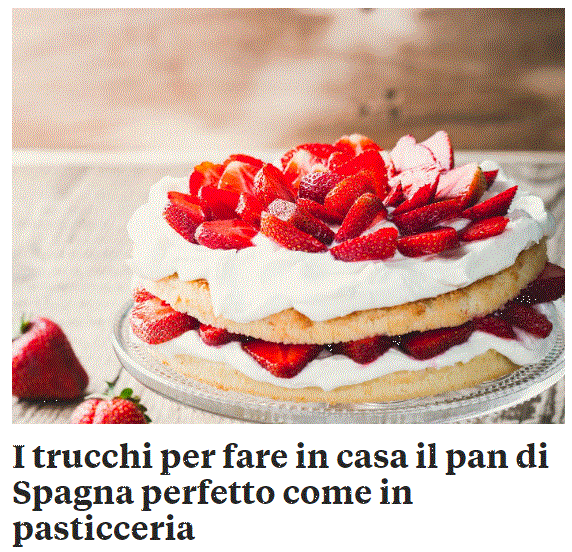 I trucchi per fare in casa il pan di
Spagna perfetto come in
pasticceria